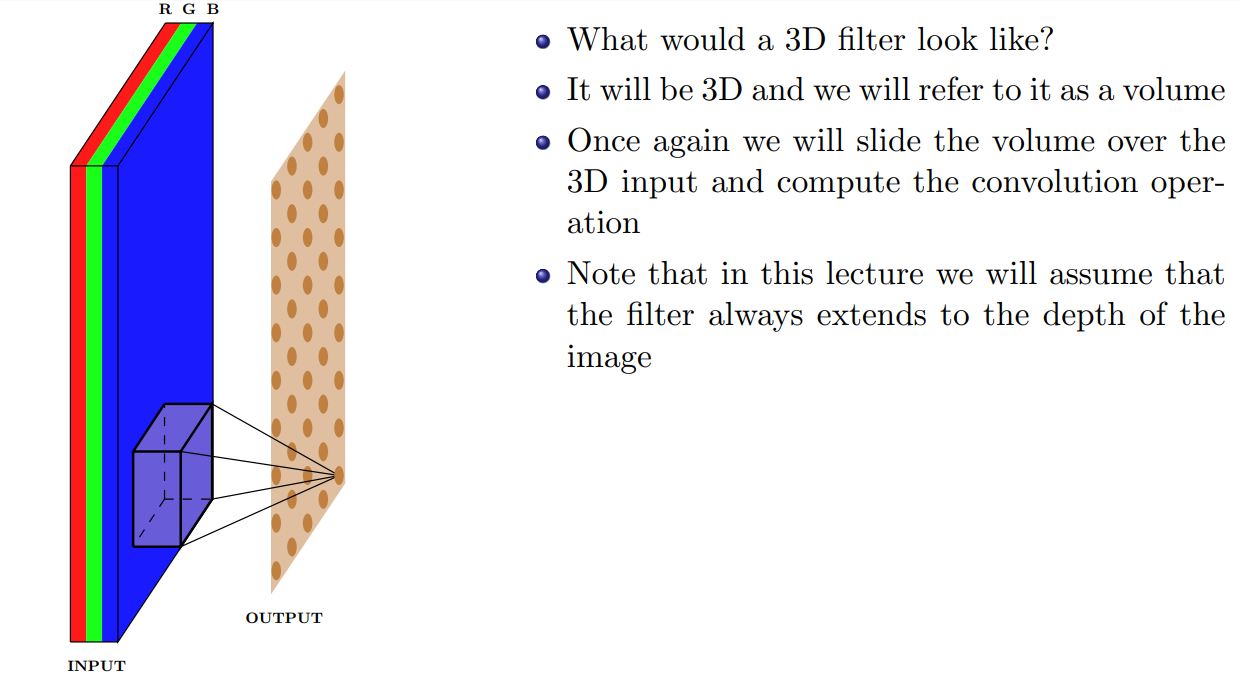 R G B
INPUT
OUTPUT
What would a 3D filter look like?
It will be 3D and we will refer to it as a volume
Once again we will slide the volume over the
3D input and compute the convolution oper-
ation
Note that in this lecture we will assume that
the filter always extends to the depth of the
image